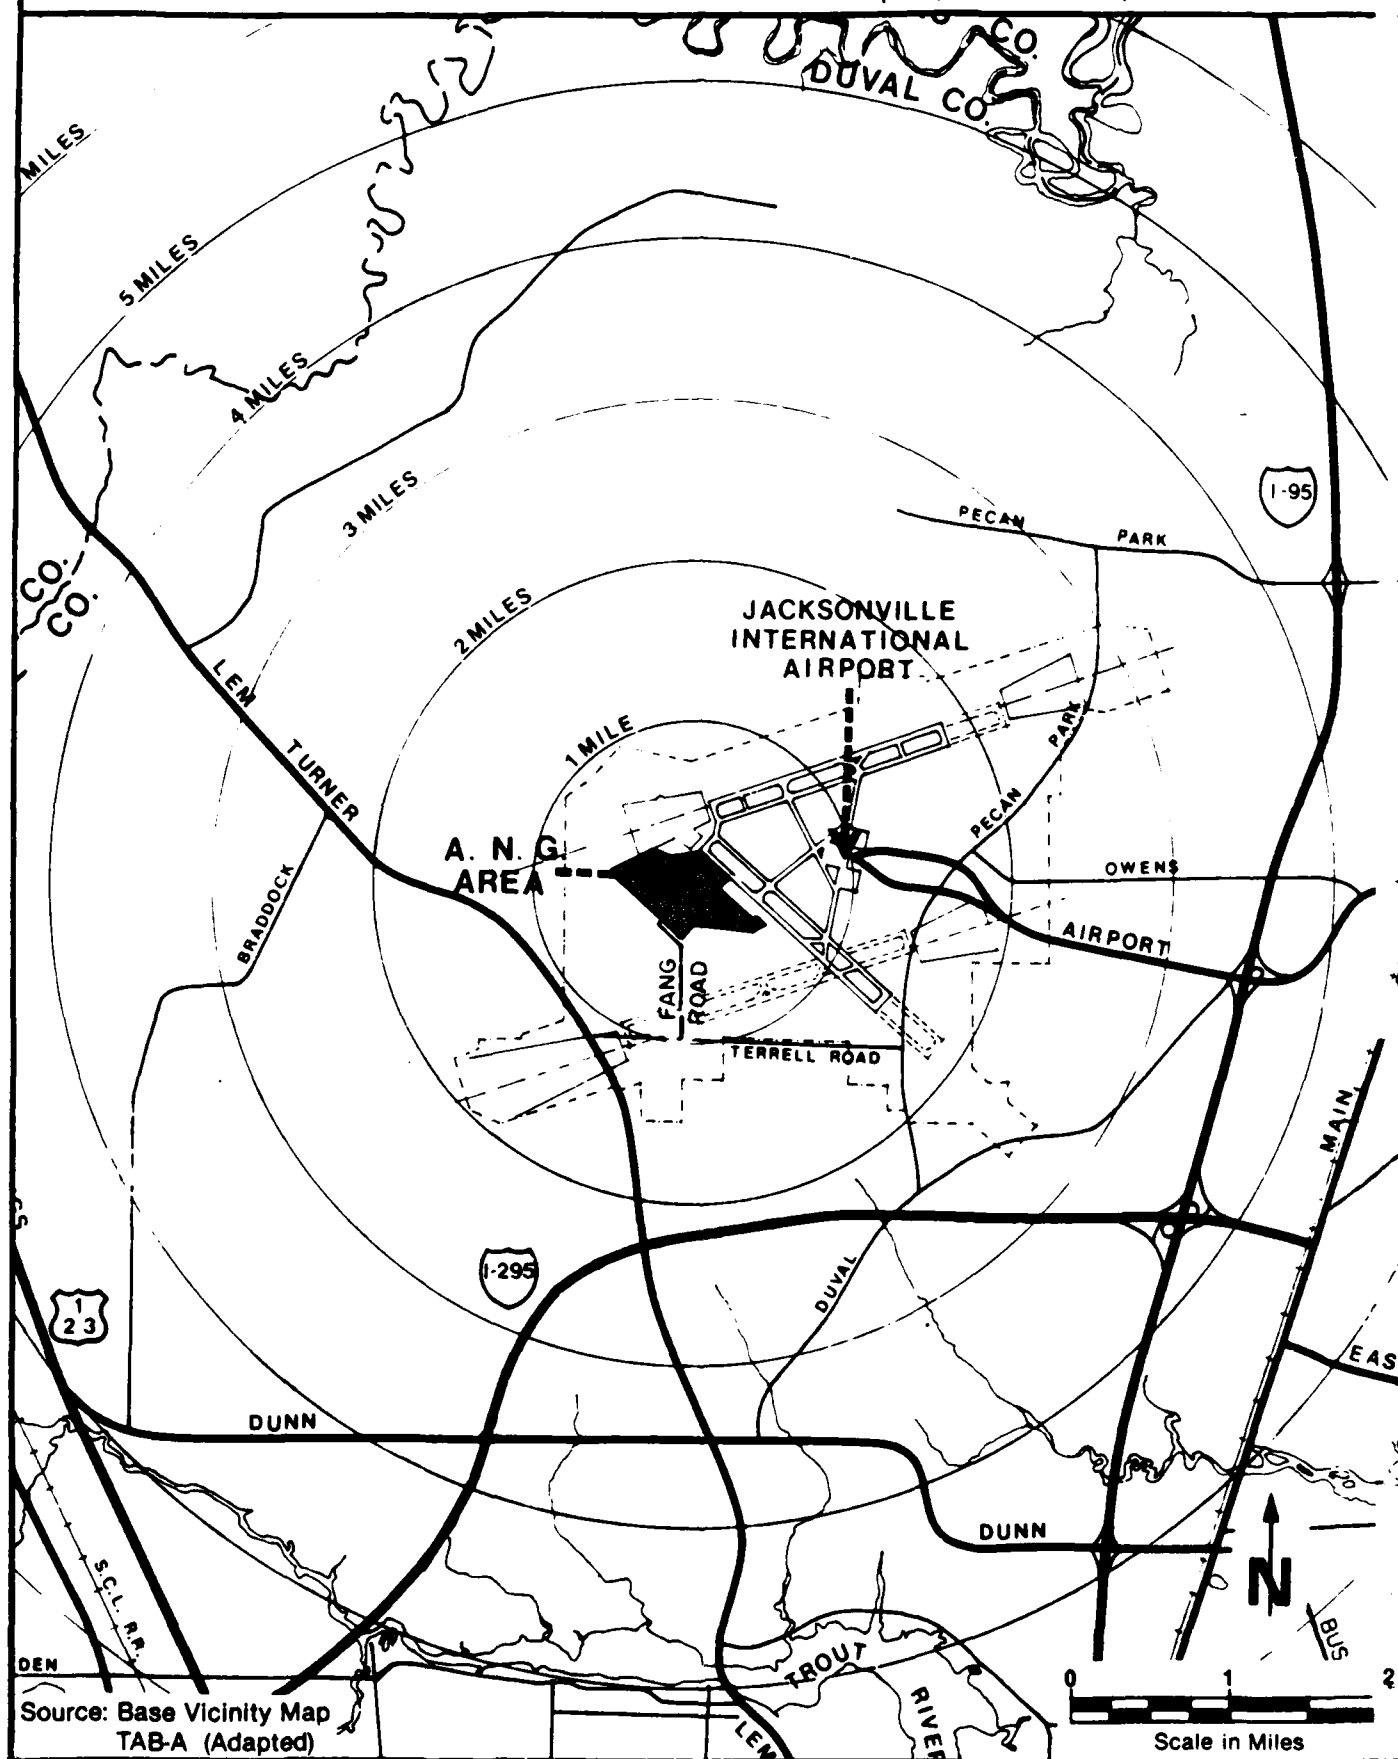 CO.
DUVAL CO.
MILES
5 MILES
4 MILES
3 MILES
2 MILES
1 MILE
I-95
PECAN PARK
CO.
CO.
JACKSONVILLE
INTERNATIONAL
AIRPORT
LEM TURNER
PECAN PARK
A. N. G.
AREA
BRADDOCK
OWENS
AIRPORT
FANG
ROAD
TERRELL ROAD
MAIN
I-295
1
23
DUVAL
DUNN
DUNN
S.C.L. R.R.
N
BUS
DEN
TROUT
RIVER
LEM
0 1 2
Scale in Miles
Source: Base Vicinity Map
TAB-A (Adapted)